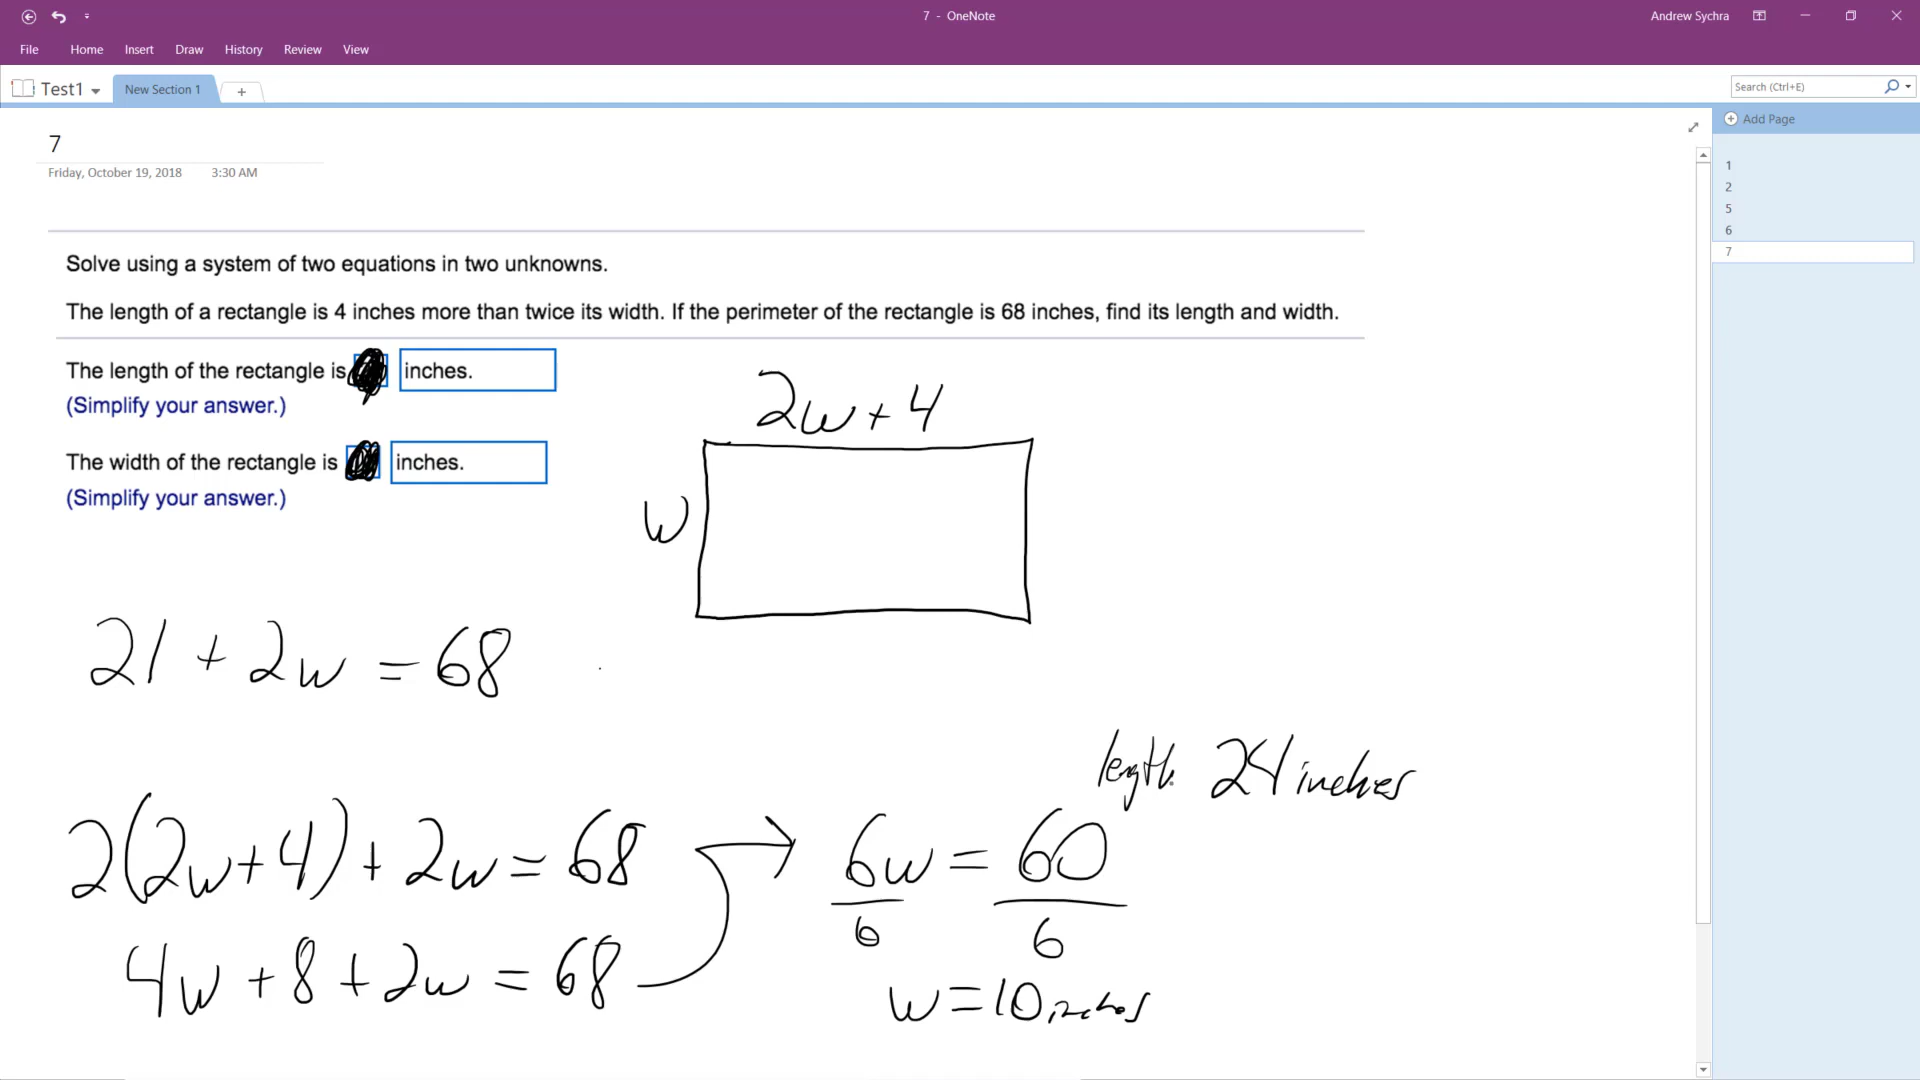 7 - OneNote
Andrew Sychra
File Home Insert Draw History Review View
Test1
New Section 1
+
Search (Ctrl+E)
Add Page
7
Friday, October 19, 2018 3:30 AM
1
2
5
6
7
Solve using a system of two equations in two unknowns.
The length of a rectangle is 4 inches more than twice its width. If the perimeter of the rectangle is 68 inches, find its length and width.
The length of the rectangle is inches.
(Simplify your answer.)
The width of the rectangle is inches.
(Simplify your answer.)
2w + 4
w
2l + 2w = 68
length 24 inches
2(2w+4) + 2w = 68
6w = 60
6 6
4w + 8 + 2w = 68
w = 10 inches